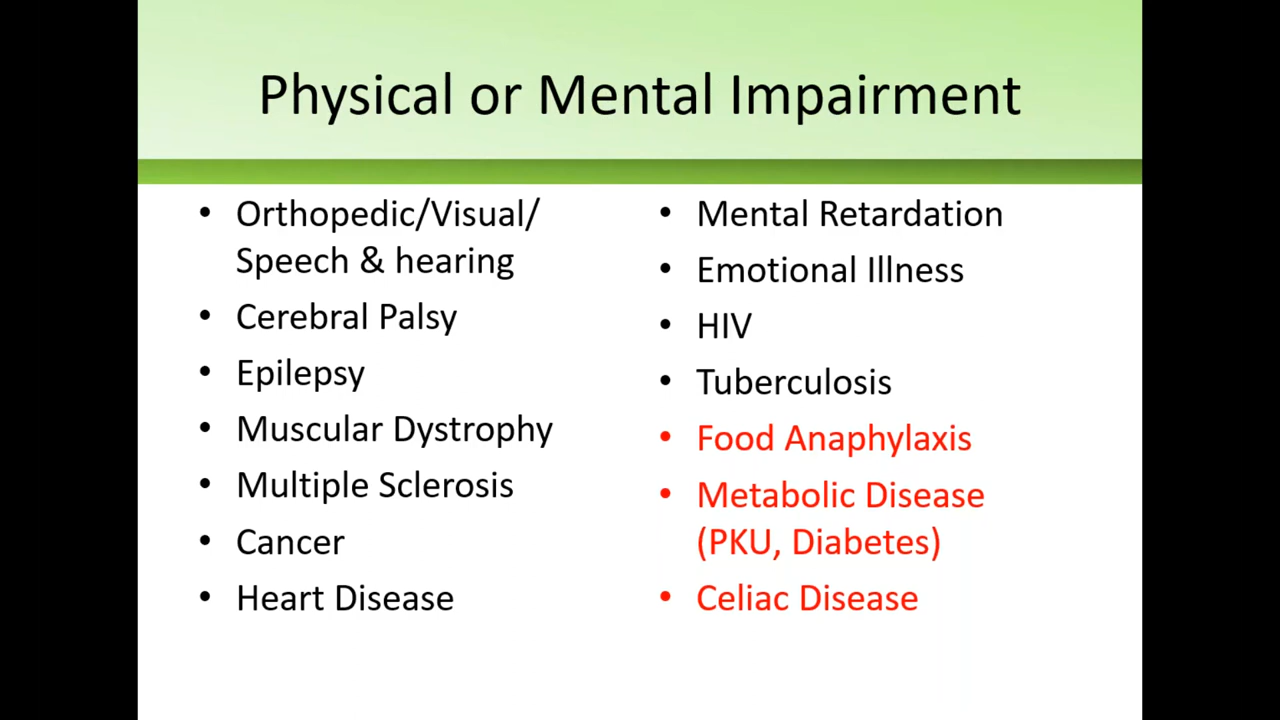 Physical or Mental Impairment
• Orthopedic/Visual/
Speech & hearing
• Cerebral Palsy
• Epilepsy
• Muscular Dystrophy
• Multiple Sclerosis
• Cancer
• Heart Disease
• Mental Retardation
• Emotional Illness
• HIV
• Tuberculosis
• Food Anaphylaxis
• Metabolic Disease
(PKU, Diabetes)
• Celiac Disease